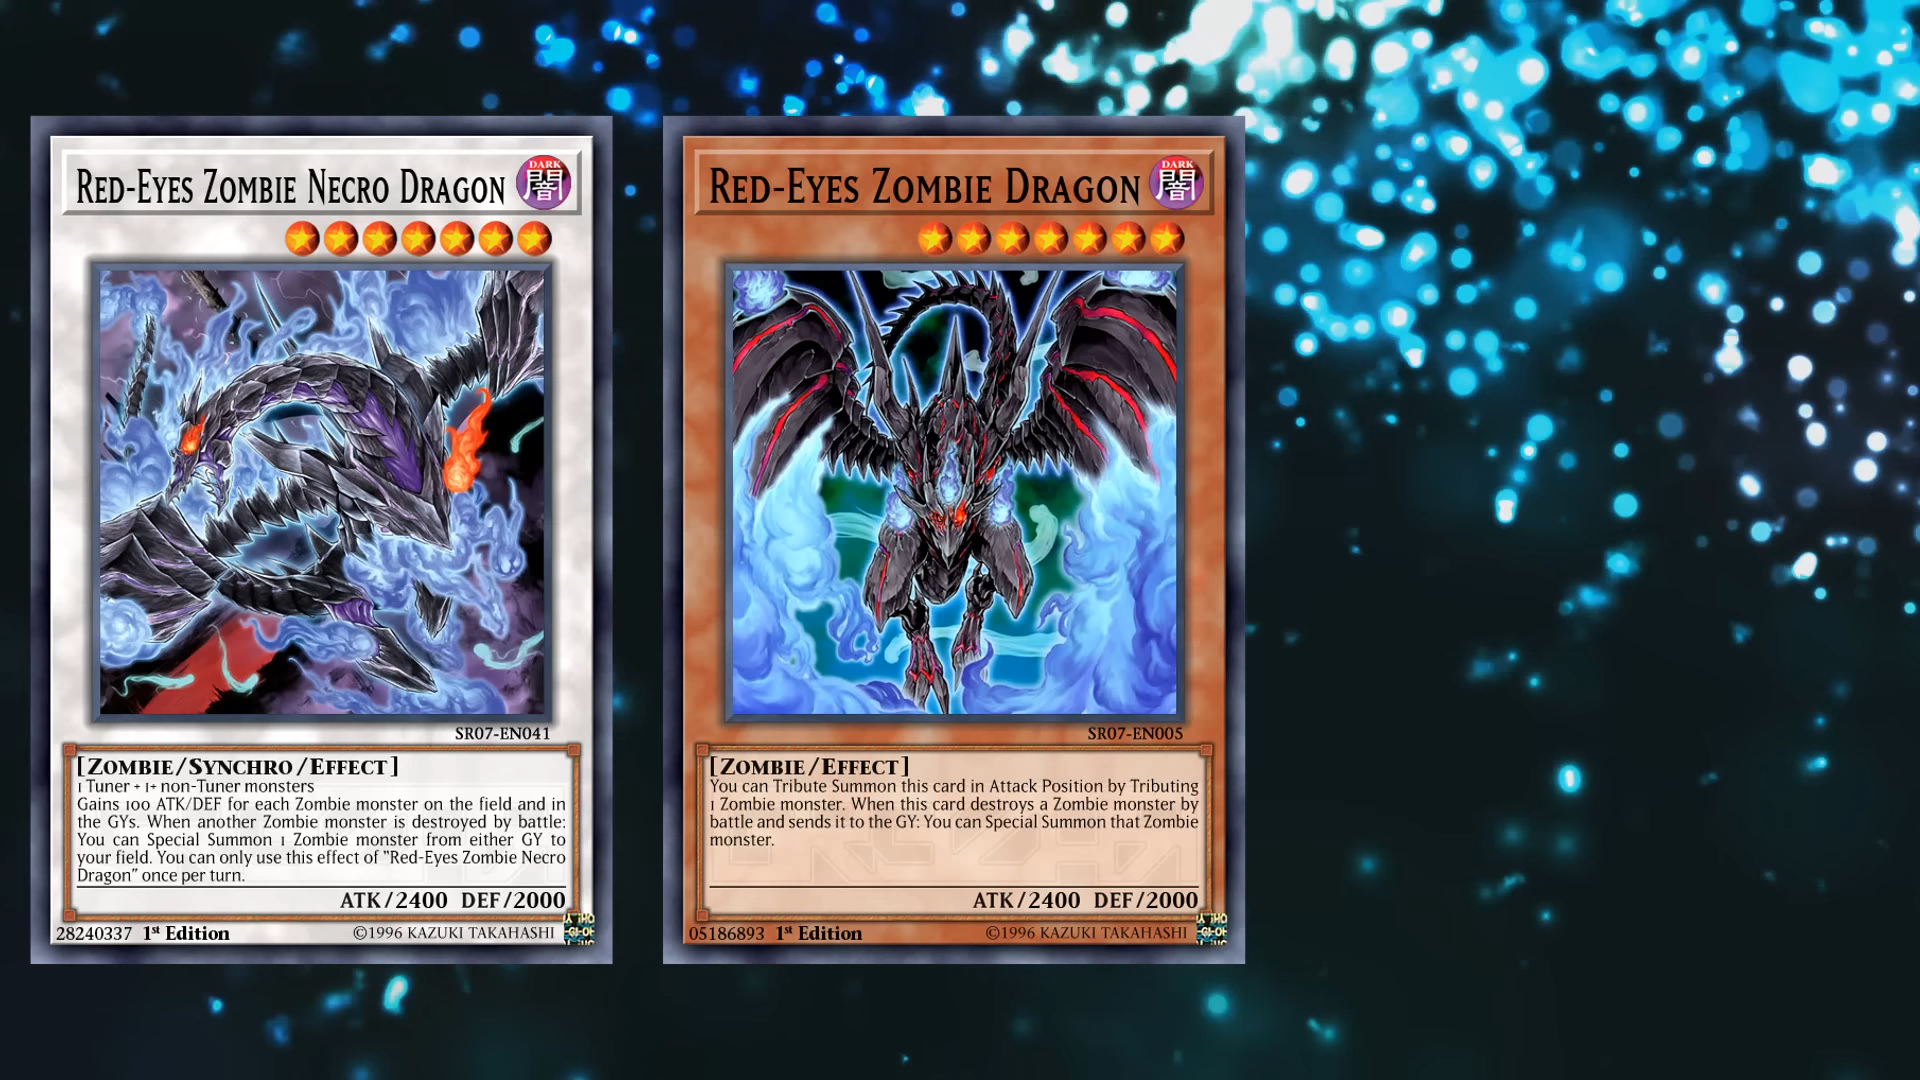 RED-EYES ZOMBIE NECRO DRAGON
DARK
闇
SR07-EN041
[ZOMBIE/SYNCHRO/EFFECT]
1 Tuner + 1+ non-Tuner monsters
Gains 100 ATK/DEF for each Zombie monster on the field and in
the GYs. When another Zombie monster is destroyed by battle:
You can Special Summon 1 Zombie monster from either GY to
your field. You can only use this effect of "Red-Eyes Zombie Necro
Dragon" once per turn.
ATK/2400 DEF/2000
28240337 1st Edition ©1996 KAZUKI TAKAHASHI
RED-EYES ZOMBIE DRAGON
DARK
闇
SR07-EN005
[ZOMBIE/EFFECT]
You can Tribute Summon this card in Attack Position by Tributing
1 Zombie monster. When this card destroys a Zombie monster by
battle and sends it to the GY: You can Special Summon that Zombie
monster.
ATK/2400 DEF/2000
05186893 1st Edition ©1996 KAZUKI TAKAHASHI